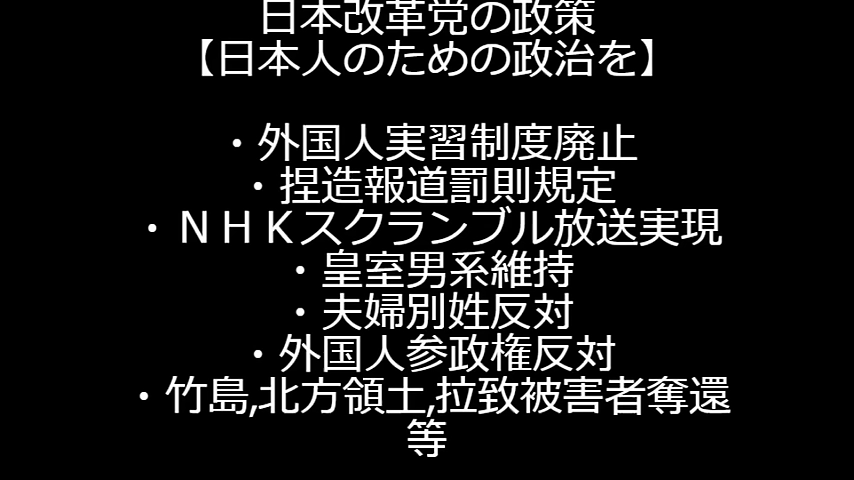 日本改革党の政策
【日本人のための政治を】
・外国人実習制度廃止
・捏造報道罰則規定
・ＮＨＫスクランブル放送実現
・皇室男系維持
・夫婦別姓反対
・外国人参政権反対
・竹島,北方領土,拉致被害者奪還
等